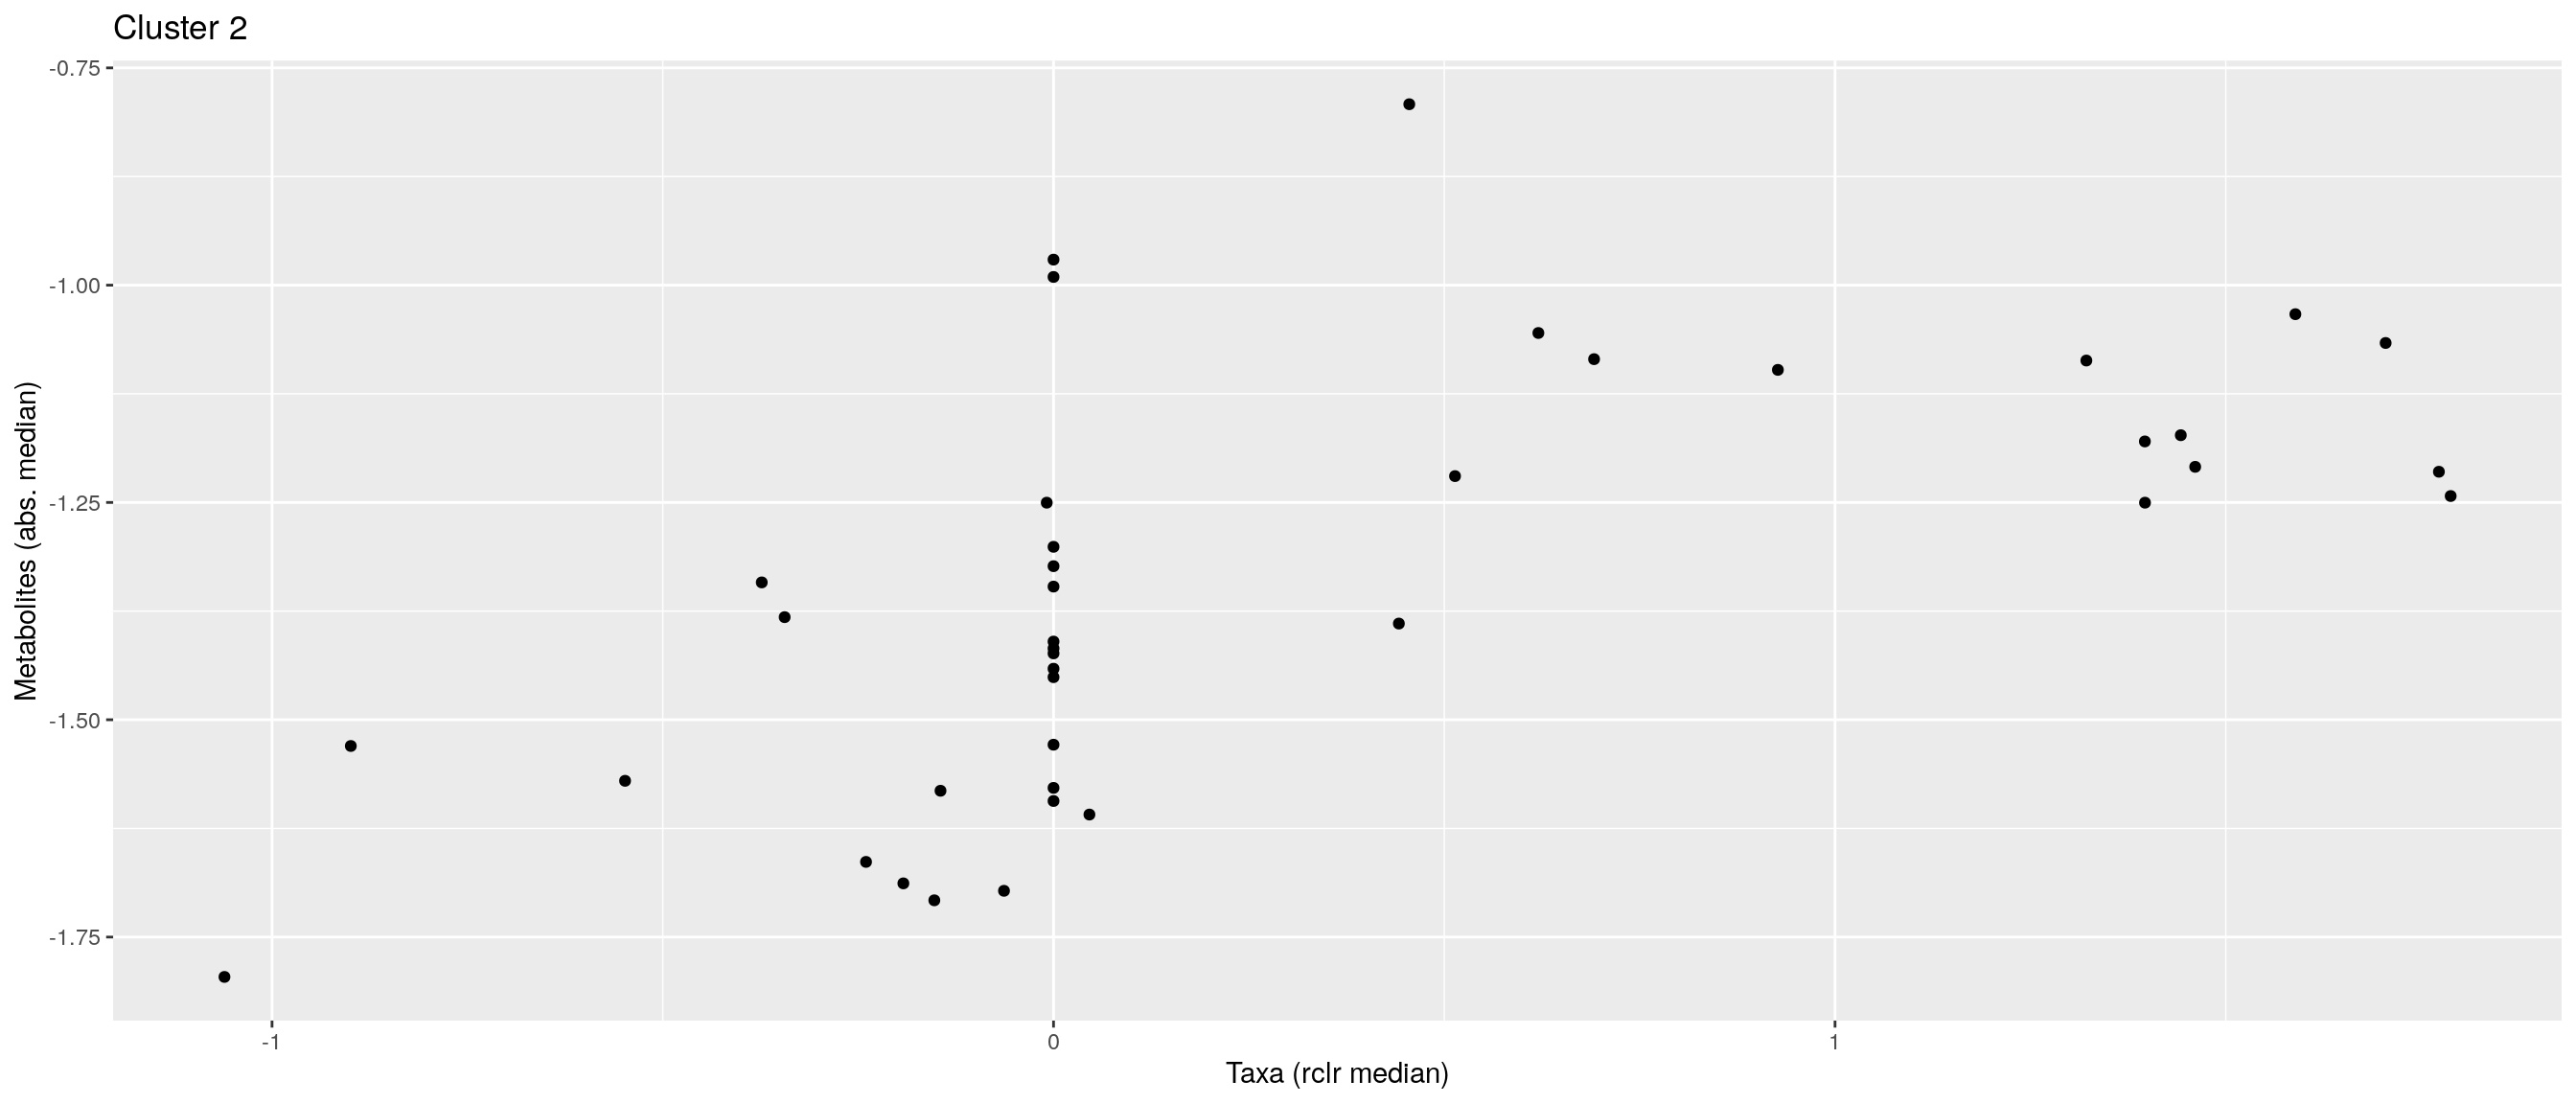 Cluster 2
-0.75
-1.00
-1.25
-1.50
-1.75
Metabolites (abs. median)
-1
0
1
Taxa (rclr median)